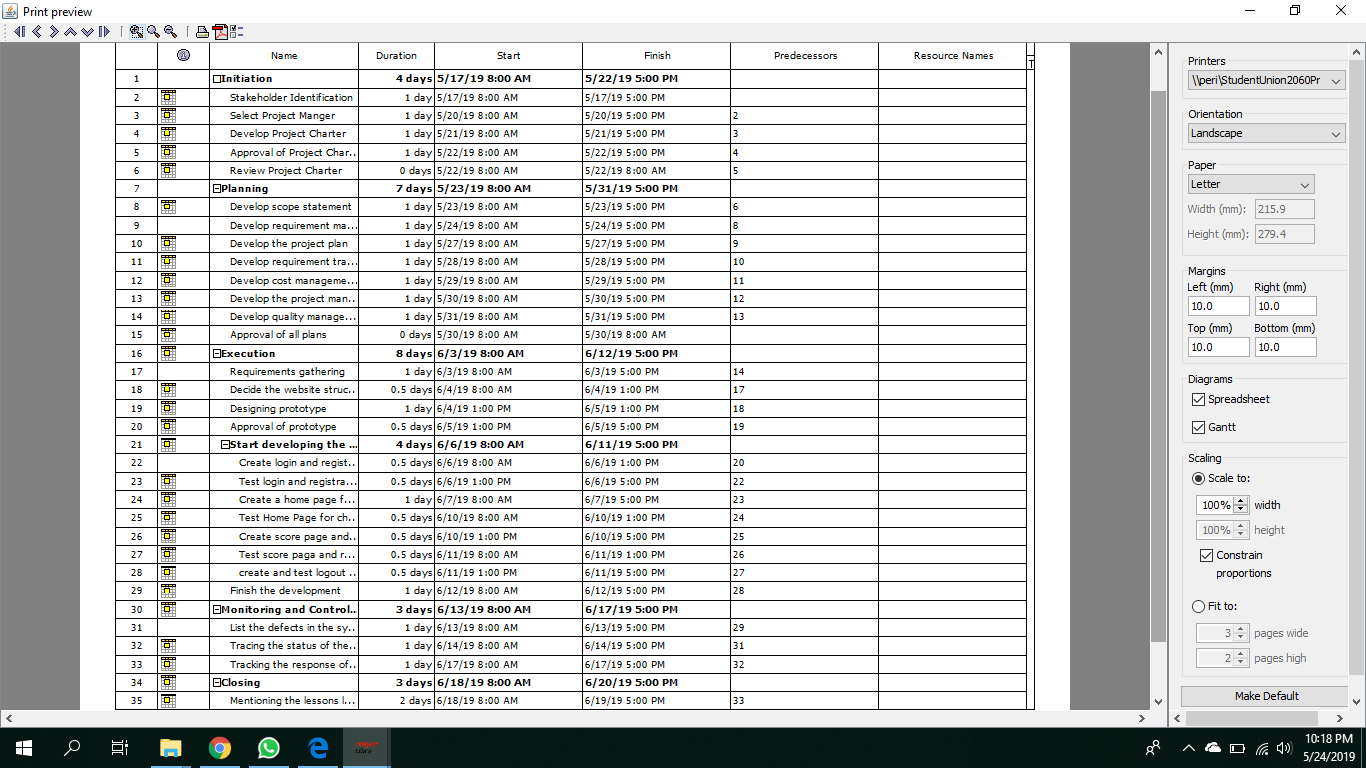 Print preview
Name Duration Start Finish Predecessors Resource Names T
1 Initiation 4 days 5/17/19 8:00 AM 5/22/19 5:00 PM
2 Stakeholder Identification 1 day 5/17/19 8:00 AM 5/17/19 5:00 PM
3 Select Project Manger 1 day 5/20/19 8:00 AM 5/20/19 5:00 PM 2
4 Develop Project Charter 1 day 5/21/19 8:00 AM 5/21/19 5:00 PM 3
5 Approval of Project Char.. 1 day 5/22/19 8:00 AM 5/22/19 5:00 PM 4
6 Review Project Charter 0 days 5/22/19 8:00 AM 5/22/19 8:00 AM 5
7 Planning 7 days 5/23/19 8:00 AM 5/31/19 5:00 PM
8 Develop scope statement 1 day 5/23/19 8:00 AM 5/23/19 5:00 PM 6
9 Develop requirement ma... 1 day 5/24/19 8:00 AM 5/24/19 5:00 PM 8
10 Develop the project plan 1 day 5/27/19 8:00 AM 5/27/19 5:00 PM 9
11 Develop requirement tra... 1 day 5/28/19 8:00 AM 5/28/19 5:00 PM 10
12 Develop cost manageme... 1 day 5/29/19 8:00 AM 5/29/19 5:00 PM 11
13 Develop the project man... 1 day 5/30/19 8:00 AM 5/30/19 5:00 PM 12
14 Develop quality manage... 1 day 5/31/19 8:00 AM 5/31/19 5:00 PM 13
15 Approval of all plans 0 days 5/30/19 8:00 AM 5/30/19 8:00 AM
16 Execution 8 days 6/3/19 8:00 AM 6/12/19 5:00 PM
17 Requirements gathering 1 day 6/3/19 8:00 AM 6/3/19 5:00 PM 14
18 Decide the website struc.. 0.5 days 6/4/19 8:00 AM 6/4/19 1:00 PM 17
19 Designing prototype 1 day 6/4/19 1:00 PM 6/5/19 1:00 PM 18
20 Approval of prototype 0.5 days 6/5/19 1:00 PM 6/5/19 5:00 PM 19
21 Start developing the ... 4 days 6/6/19 8:00 AM 6/11/19 5:00 PM
22 Create login and regist.. 0.5 days 6/6/19 8:00 AM 6/6/19 1:00 PM 20
23 Test login and registra... 0.5 days 6/6/19 1:00 PM 6/6/19 5:00 PM 22
24 Create a home page f... 1 day 6/7/19 8:00 AM 6/7/19 5:00 PM 23
25 Test Home Page for ch.. 0.5 days 6/10/19 8:00 AM 6/10/19 1:00 PM 24
26 Create score page and.. 0.5 days 6/10/19 1:00 PM 6/10/19 5:00 PM 25
27 Test score paga and r... 0.5 days 6/11/19 8:00 AM 6/11/19 1:00 PM 26
28 create and test logout .. 0.5 days 6/11/19 1:00 PM 6/11/19 5:00 PM 27
29 Finish the development 1 day 6/12/19 8:00 AM 6/12/19 5:00 PM 28
30 Monitoring and Control... 3 days 6/13/19 8:00 AM 6/17/19 5:00 PM
31 List the defects in the sy.. 1 day 6/13/19 8:00 AM 6/13/19 5:00 PM 29
32 Tracing the status of the.. 1 day 6/14/19 8:00 AM 6/14/19 5:00 PM 31
33 Tracking the response of.. 1 day 6/17/19 8:00 AM 6/17/19 5:00 PM 32
34 Closing 3 days 6/18/19 8:00 AM 6/20/19 5:00 PM
35 Mentioning the lessons l... 2 days 6/18/19 8:00 AM 6/19/19 5:00 PM 33
Printers
\\peri\StudentUnion2060Pr
Orientation
Landscape
Paper
Letter
Width (mm): 215.9
Height (mm): 279.4
Margins
Left (mm) Right (mm)
10.0 10.0
Top (mm) Bottom (mm)
10.0 10.0
Diagrams
Spreadsheet
Gantt
Scaling
Scale to:
100% width
100% height
Constrain
proportions
Fit to:
3 pages wide
2 pages high
Make Default
10:18 PM
5/24/2019